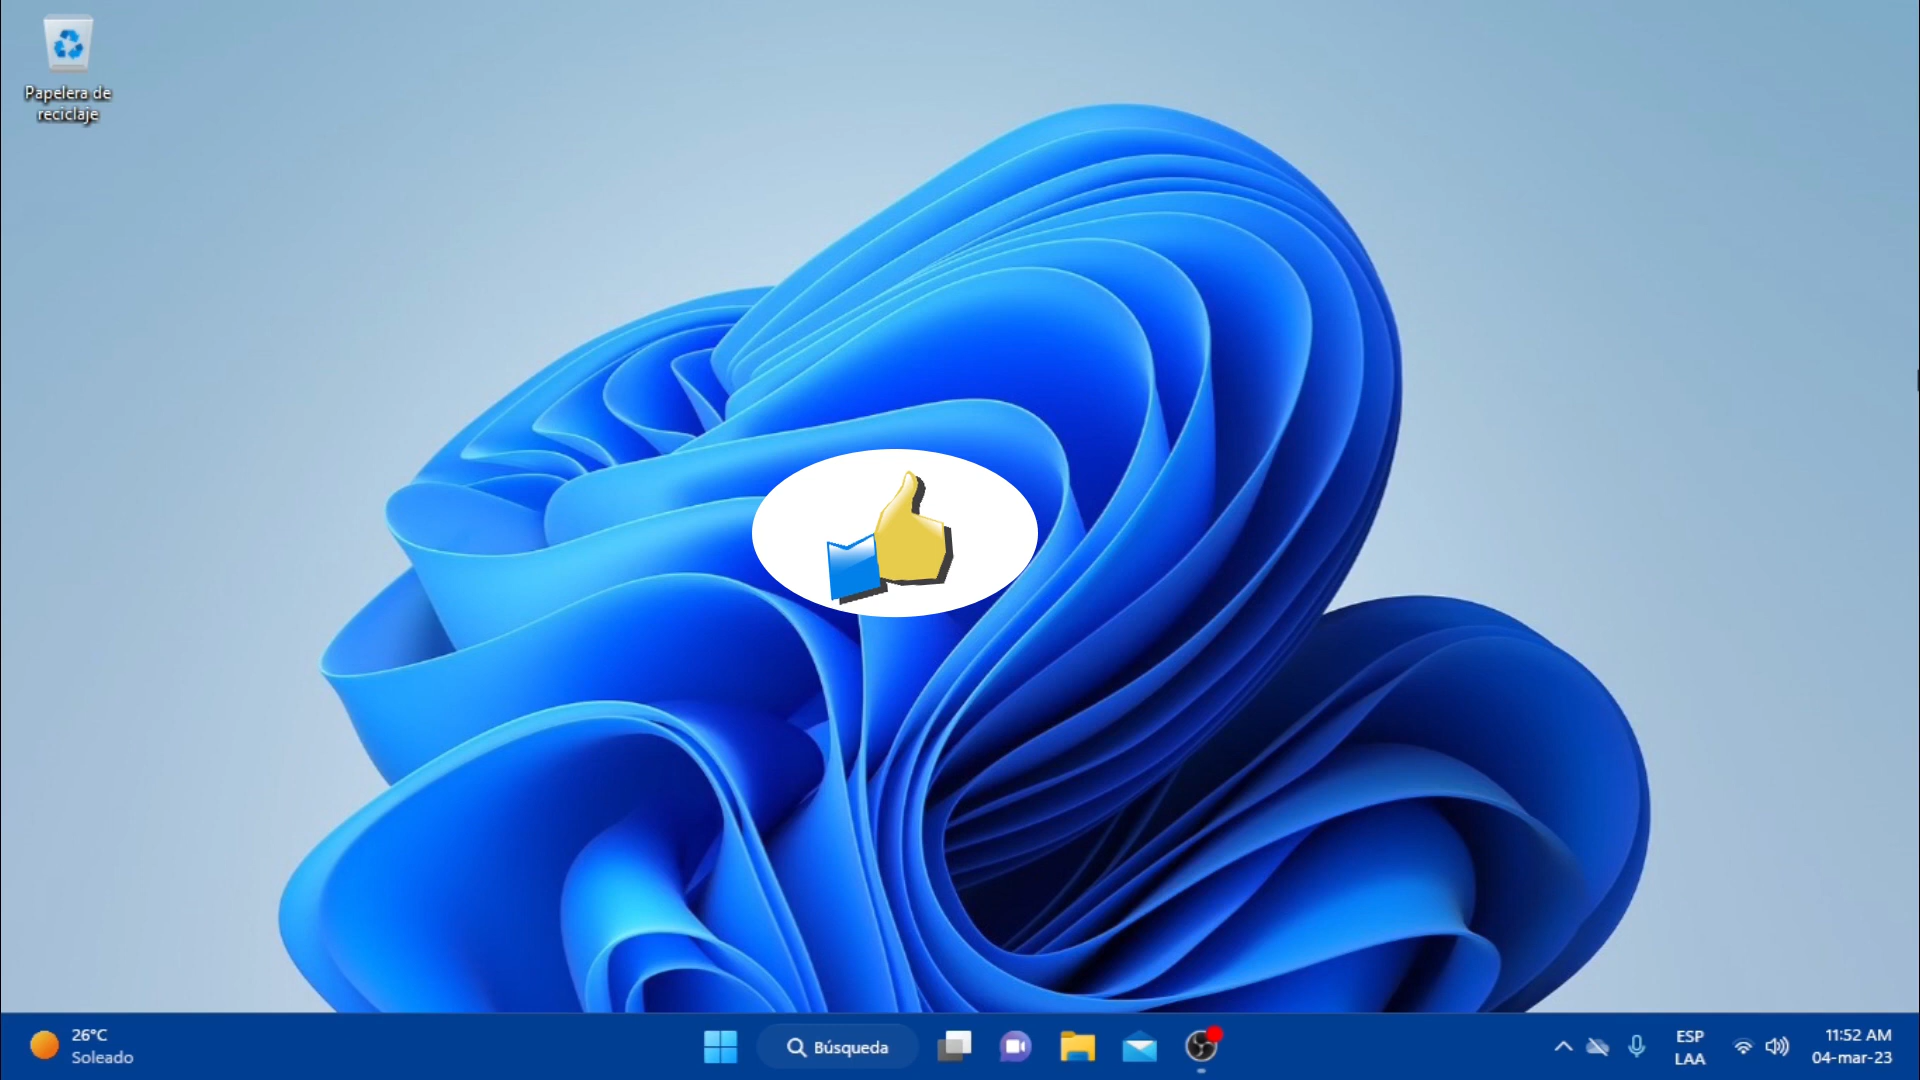 Papelera de
reciclaje
26°C
Soleado
Búsqueda
ESP
LAA
11:52 AM
04-mar-23